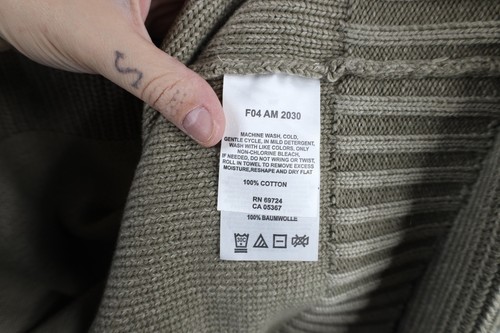 F04 AM 2030
MACHINE WASH, COLD,
GENTLE CYCLE, IN MILD DETERGENT,
WASH WITH LIKE COLORS. ONLY
NON-CHLORINE BLEACH,
IF NEEDED, DO NOT WRING OR TWIST,
ROLL IN TOWEL TO REMOVE EXCESS
MOISTURE,RESHAPE AND DRY FLAT
100% COTTON
RN 69724
CA 05367
100% BAUMWOLLE
30C